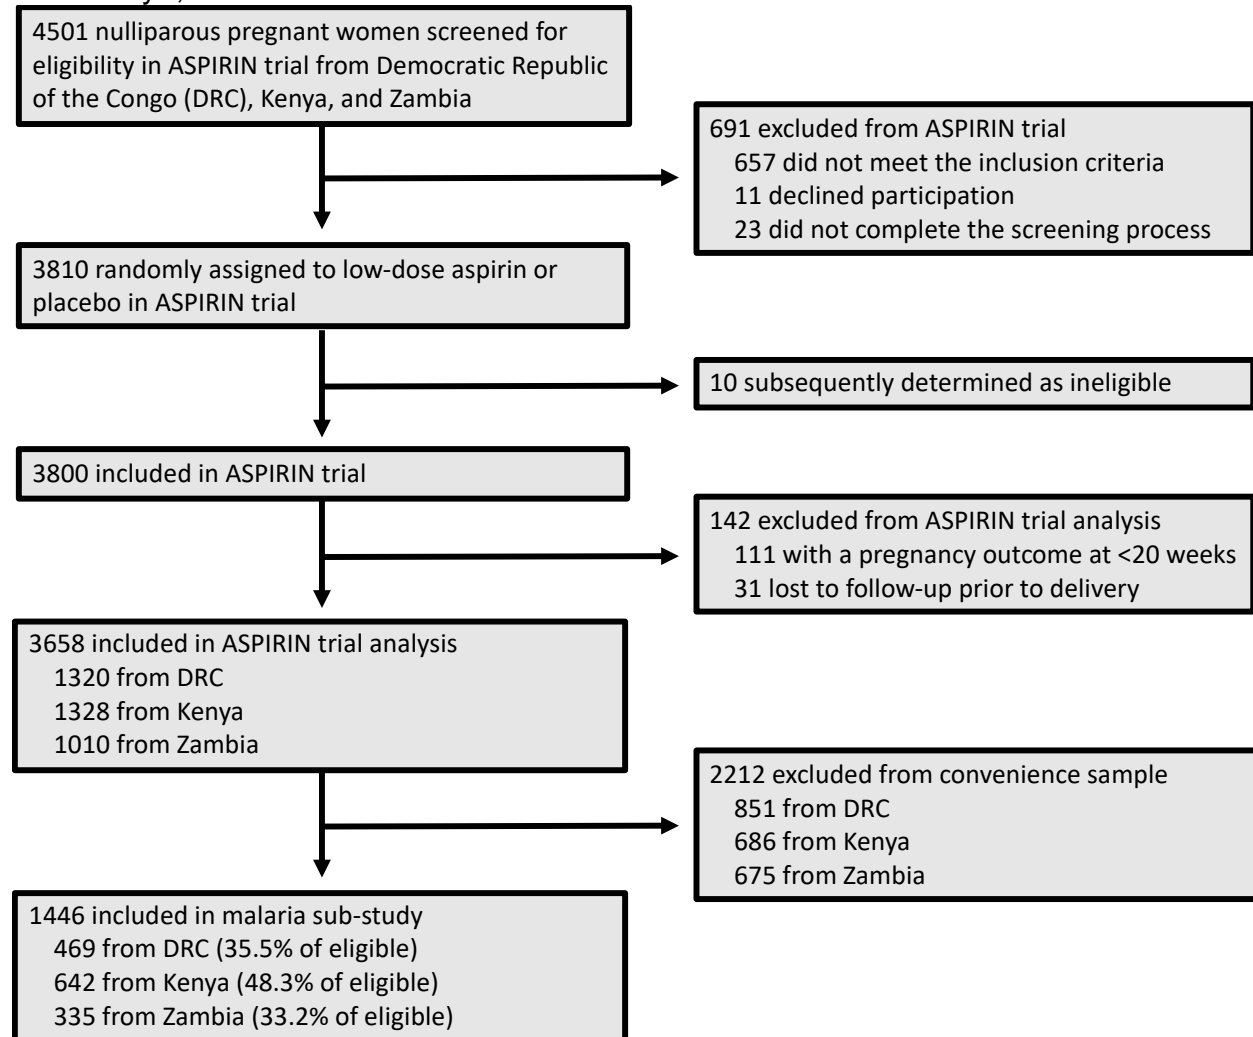 4501 nulliparous pregnant women screened for
eligibility in ASPIRIN trial from Democratic Republic
of the Congo (DRC), Kenya, and Zambia
691 excluded from ASPIRIN trial
657 did not meet the inclusion criteria
11 declined participation
23 did not complete the screening process
3810 randomly assigned to low-dose aspirin or
placebo in ASPIRIN trial
10 subsequently determined as ineligible
3800 included in ASPIRIN trial
142 excluded from ASPIRIN trial analysis
111 with a pregnancy outcome at <20 weeks
31 lost to follow-up prior to delivery
3658 included in ASPIRIN trial analysis
1320 from DRC
1328 from Kenya
1010 from Zambia
2212 excluded from convenience sample
851 from DRC
686 from Kenya
675 from Zambia
1446 included in malaria sub-study
469 from DRC (35.5% of eligible)
642 from Kenya (48.3% of eligible)
335 from Zambia (33.2% of eligible)